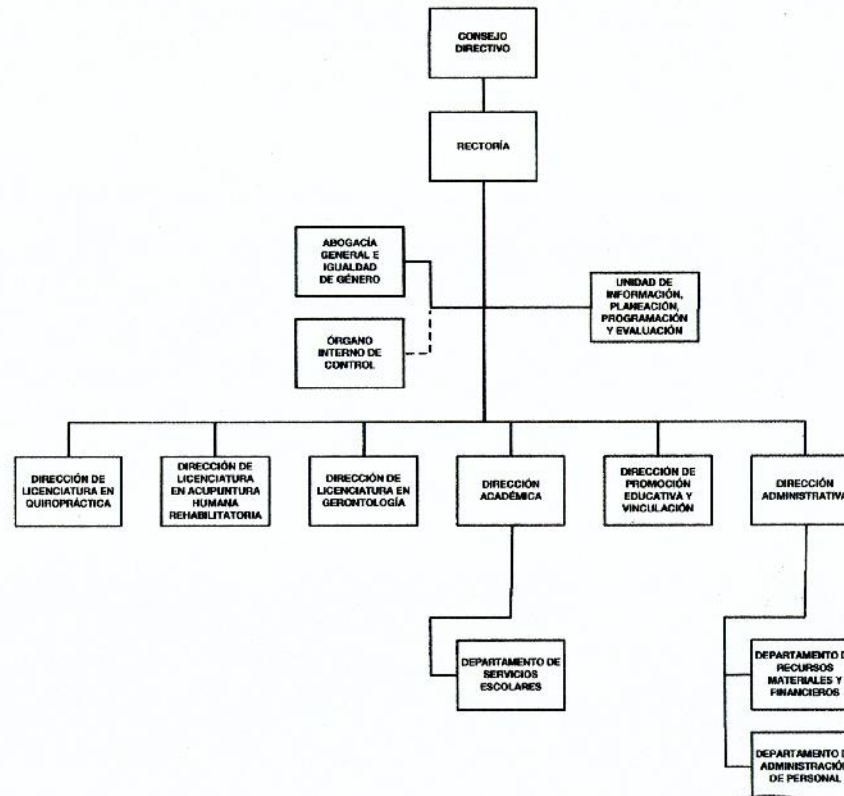 CONSEJO
DIRECTIVO
RECTORÍA
ABOGACÍA
GENERAL E
IGUALDAD
DE GÉNERO
UNIDAD DE
INFORMACIÓN,
PLANEACIÓN,
PROGRAMACIÓN
Y EVALUACIÓN
ÓRGANO
INTERNO DE
CONTROL
DIRECCIÓN DE
LICENCIATURA EN
QUIROPRÁCTICA
DIRECCIÓN DE
LICENCIATURA
EN ACUPUNTURA
HUMANA
REHABILITATORIA
DIRECCIÓN DE
LICENCIATURA EN
GERONTOLOGÍA
DIRECCIÓN
ACADÉMICA
DIRECCIÓN DE
PROMOCIÓN
EDUCATIVA Y
VINCULACIÓN
DIRECCIÓN
ADMINISTRATIVA
DEPARTAMENTO DE
SERVICIOS
ESCOLARES
DEPARTAMENTO D
RECURSOS
MATERIALES Y
FINANCIEROS
DEPARTAMENTO D
ADMINISTRACIÓN
DE PERSONAL